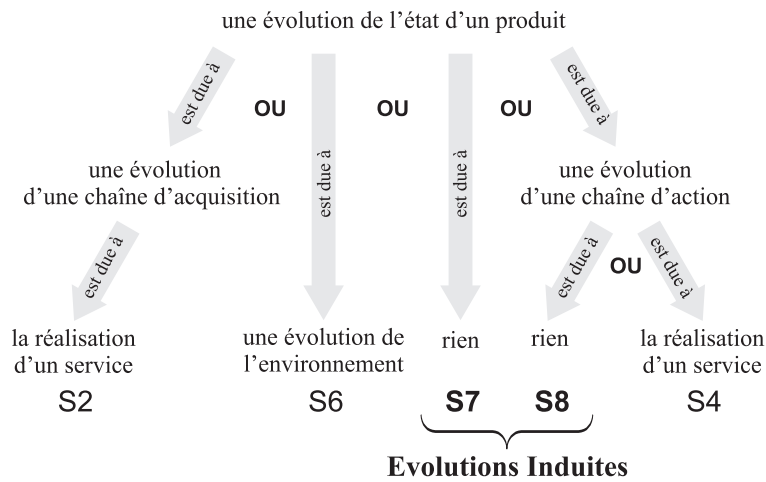 une évolution de l’état d’un produit
est due à
OU
est due à
OU
est due à
OU
est due à
une évolution
d’une chaîne d’acquisition
une évolution
d’une chaîne d’action
est due à
est due à
OU
est due à
la réalisation
d'un service
S2
une évolution de
l’environnement
S6
rien
S7
rien
S8
la réalisation
d'un service
S4
Evolutions Induites